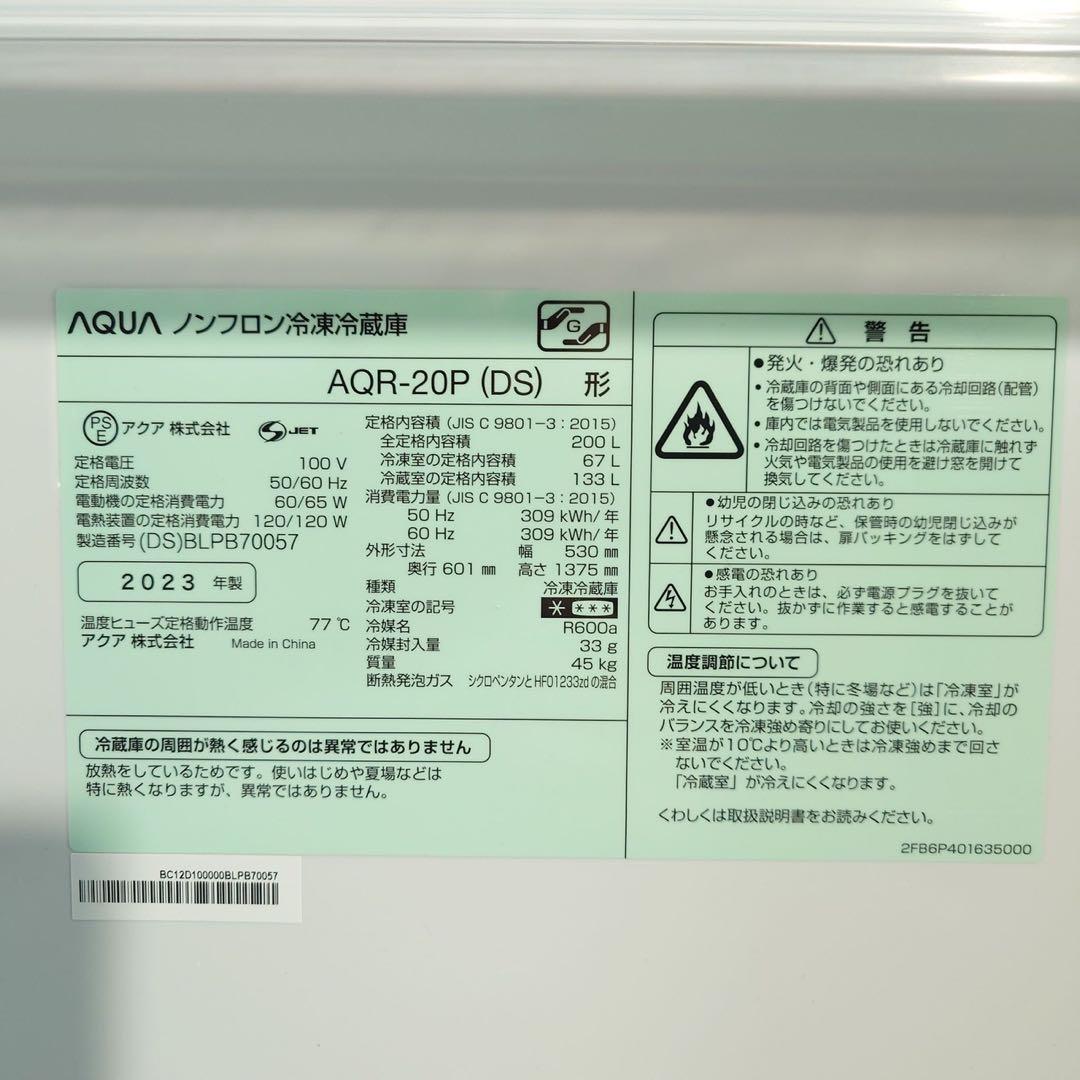 AQUA ノンフロン冷凍冷蔵庫
G
AQR-20P (DS) 形
PS
E
アクア 株式会社
S JET
定格電圧 100 V
定格周波数 50/60 Hz
電動機の定格消費電力 60/65 W
電熱装置の定格消費電力 120/120 W
製造番号 (DS)BLPB70057
2023 年製
温度ヒューズ定格動作温度 77 ℃
アクア 株式会社 Made in China
定格内容積 (JIS C 9801-3 : 2015)
全定格内容積 200 L
冷凍室の定格内容積 67 L
冷蔵室の定格内容積 133 L
消費電力量 (JIS C 9801-3 : 2015)
50 Hz 309 kWh/年
60 Hz 309 kWh/年
外形寸法 幅 530 ㎜
奥行 601 ㎜ 高さ 1375 ㎜
種類 冷凍冷蔵庫
冷凍室の記号 * ***
冷媒名 R600a
冷媒封入量 33 g
質量 45 kg
断熱発泡ガス シクロペンタンとHFO1233zdの混合
冷蔵庫の周囲が熱く感じるのは異常ではありません
放熱をしているためです。使いはじめや夏場などは
特に熱くなりますが、異常ではありません。
警告
●発火・爆発の恐れあり
・冷蔵庫の背面や側面にある冷却回路(配管)
を傷つけないでください。
・庫内では電気製品を使用しないでください。
・冷却回路を傷つけたときは冷蔵庫に触れず
火気や電気製品の使用を避け窓を開けて
換気してください。
●幼児の閉じ込みの恐れあり
リサイクルの時など、保管時の幼児閉じ込みが
懸念される場合は、扉パッキングをはずして
ください。
●感電の恐れあり
お手入れのときは、必ず電源プラグを抜いて
ください。抜かずに作業すると感電することが
あります。
温度調節について
周囲温度が低いとき(特に冬場など)は「冷凍室」が
冷えにくくなります。冷却の強さを[強]に、冷却の
バランスを冷凍強め寄りにしてお使いください。
※室温が10℃より高いときは冷凍強めまで回さ
ないでください。
「冷蔵室」が冷えにくくなります。
くわしくは取扱説明書をお読みください。
2FB6P401635000
BC12D100000BLPB70057